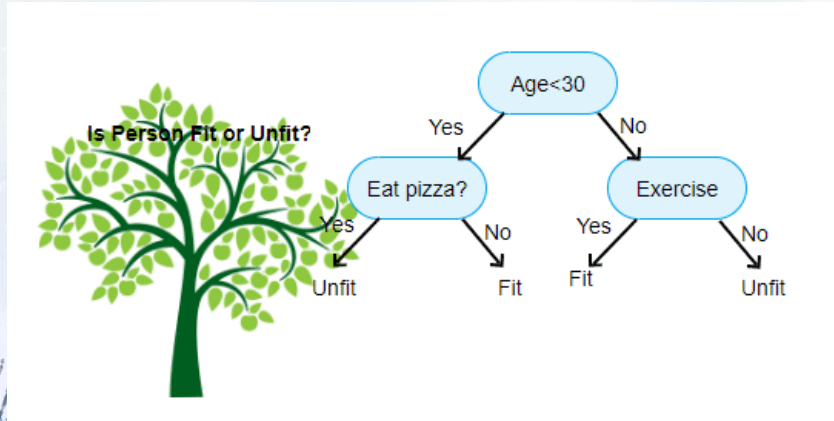 Age<30
Is Person Fit or Unfit?
Yes
No
Eat pizza?
Exercise
Yes
No
Yes
No
Unfit
Fit
Fit
Unfit